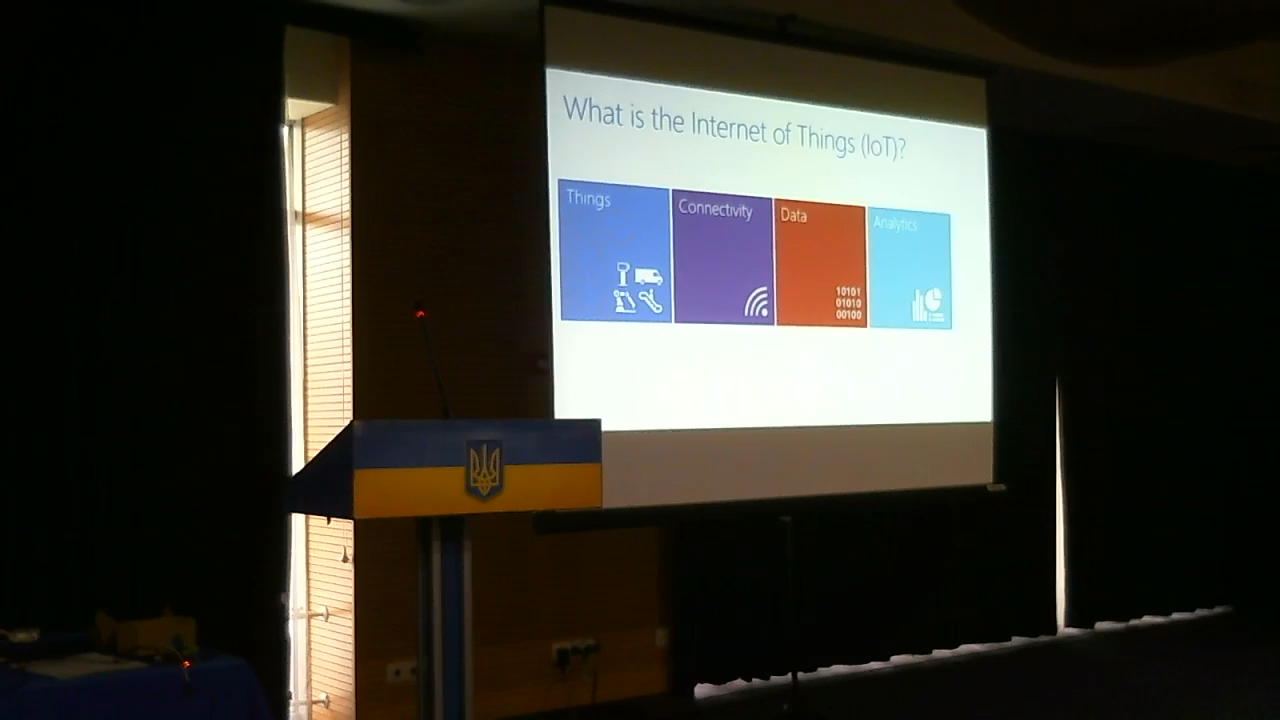 What is the Internet of Things (IoT)?
Things
Connectivity
Data
Analytics
10101
01010
00100